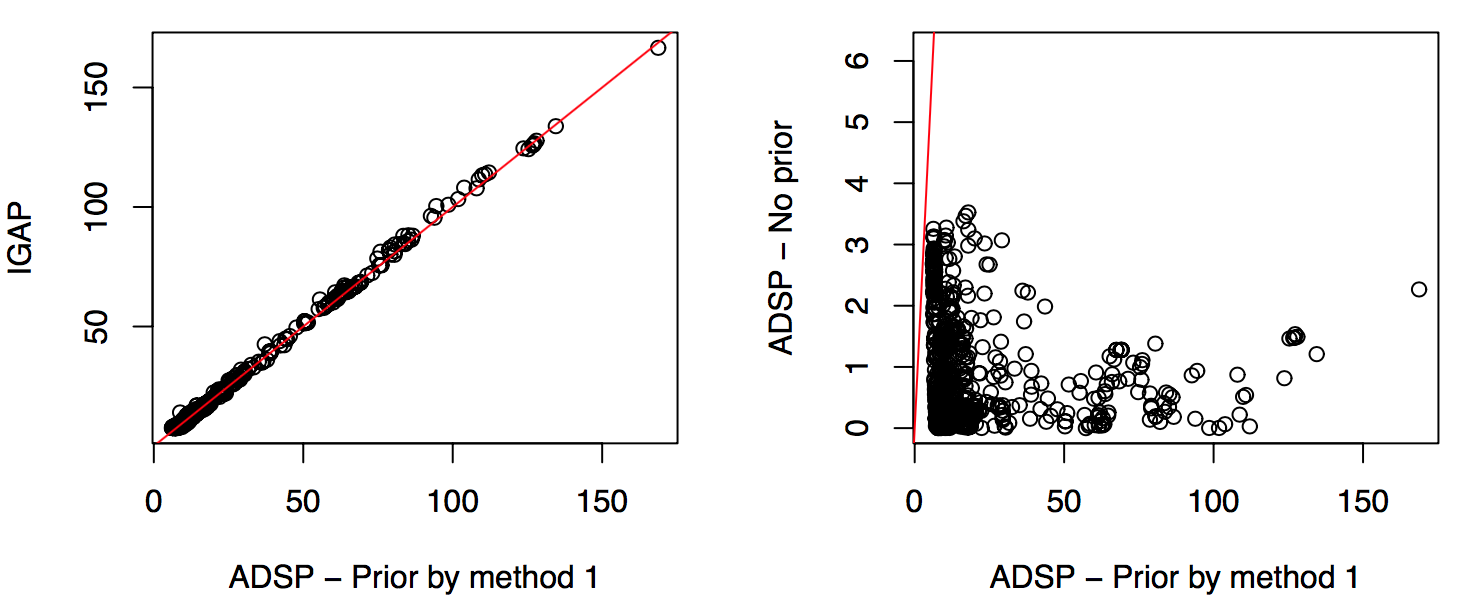 IGAP
150
100
50
0 50 100 150
ADSP − Prior by method 1
ADSP − No prior
6
5
4
3
2
1
0
0 50 100 150
ADSP − Prior by method 1